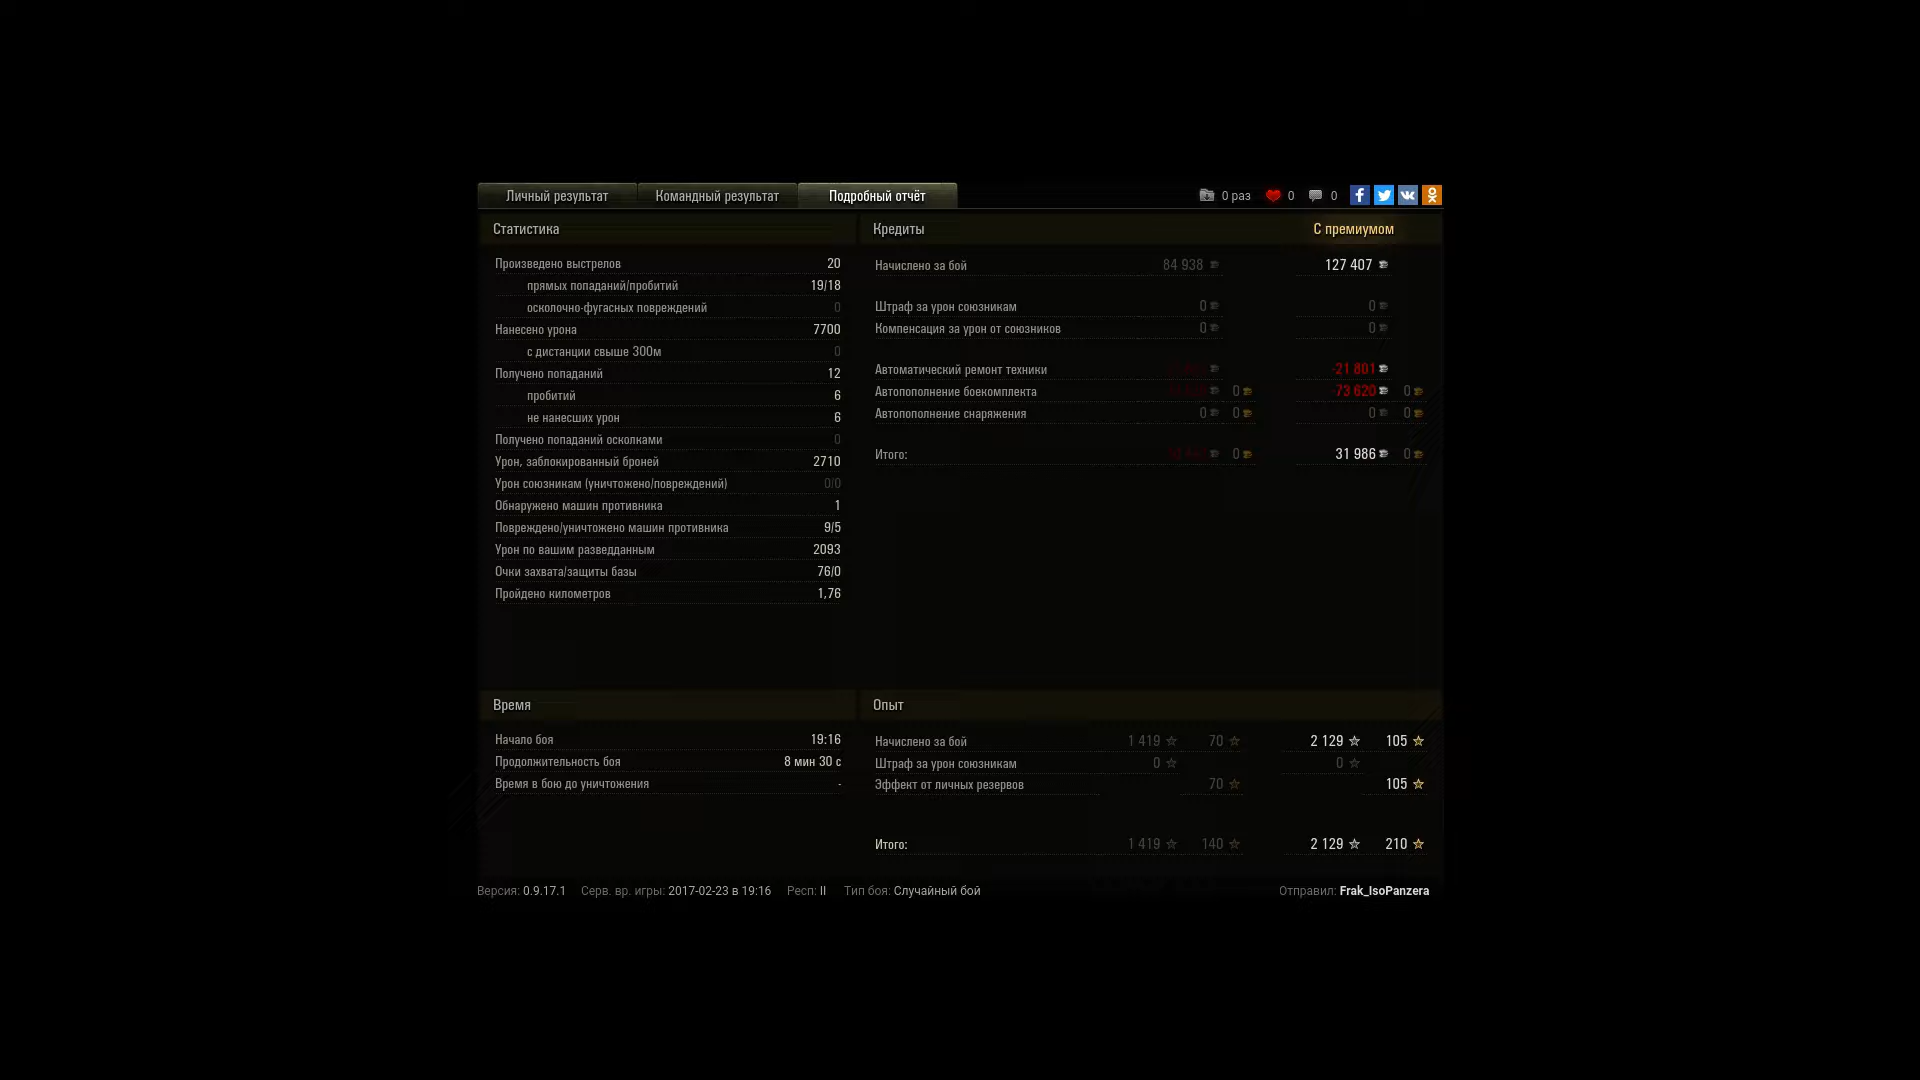 Личный результат Командный результат Подробный отчёт 0 раз 0 0
Статистика
Произведено выстрелов 20
прямых попаданий/пробитий 19/18
осколочно-фугасных повреждений 0
Нанесено урона 7700
с дистанции свыше 300м 0
Получено попаданий 12
пробитий 6
не нанесших урон 6
Получено попаданий осколками 0
Урон, заблокированный броней 2710
Урон союзникам (уничтожено/повреждений) 0/0
Обнаружено машин противника 1
Повреждено/уничтожено машин противника 9/5
Урон по вашим разведданным 2093
Очки захвата/защиты базы 76/0
Пройдено километров 1,76
Кредиты С премиумом
Начислено за бой 84 938 127 407
Штраф за урон союзникам 0 0
Компенсация за урон от союзников 0 0
Автоматический ремонт техники -21 801
Автопополнение боекомплекта 0 -73 620 0
Автопополнение снаряжения 0 0 0 0
Итого: 0 31 986 0
Время
Начало боя 19:16
Продолжительность боя 8 мин 30 с
Время в бою до уничтожения -
Опыт
Начислено за бой 1 419 70 2 129 105
Штраф за урон союзникам 0 0
Эффект от личных резервов 70 105
Итого: 1 419 140 2 129 210
Версия: 0.9.17.1 Серв. вр. игры: 2017-02-23 в 19:16 Респ: II Тип боя: Случайный бой Отправил: Frak_IsoPanzera